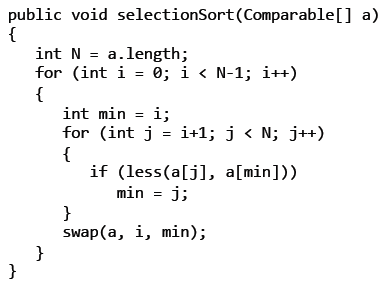 public void selectionSort(Comparable[] a)
{
   int N = a.length;
   for (int i = 0; i < N-1; i++)
   {
      int min = i;
      for (int j = i+1; j < N; j++)
      {
         if (less(a[j], a[min]))
            min = j;
      }
      swap(a, i, min);
   }
}